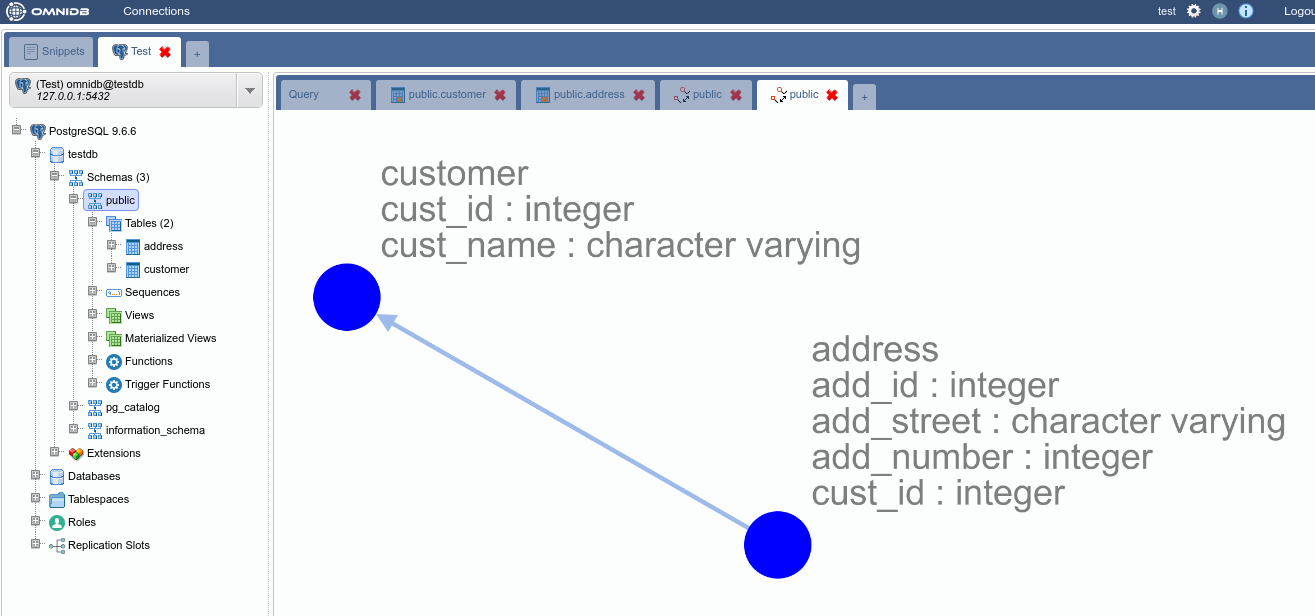 OMNIDB Connections test H i Logou
Snippets Test +
(Test) omnidb@testdb
127.0.0.1:5432
Query public.customer public.address public public +
PostgreSQL 9.6.6
testdb
Schemas (3)
public
Tables (2)
address
customer
Sequences
Views
Materialized Views
Functions
Trigger Functions
pg_catalog
information_schema
Extensions
Databases
Tablespaces
Roles
Replication Slots
customer
cust_id : integer
cust_name : character varying
address
add_id : integer
add_street : character varying
add_number : integer
cust_id : integer